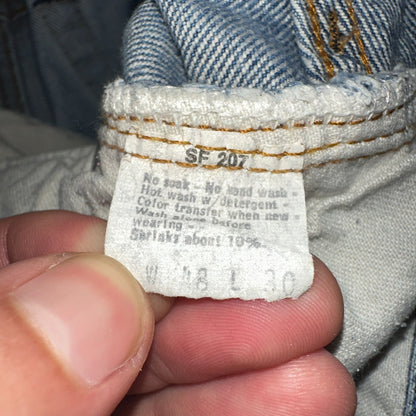 SF 207
No soak - No hand wash -
Hot wash w/detergent -
Color transfer when new -
Wash alone before
wearing -
Shrinks about 10%.
W 48 L 30